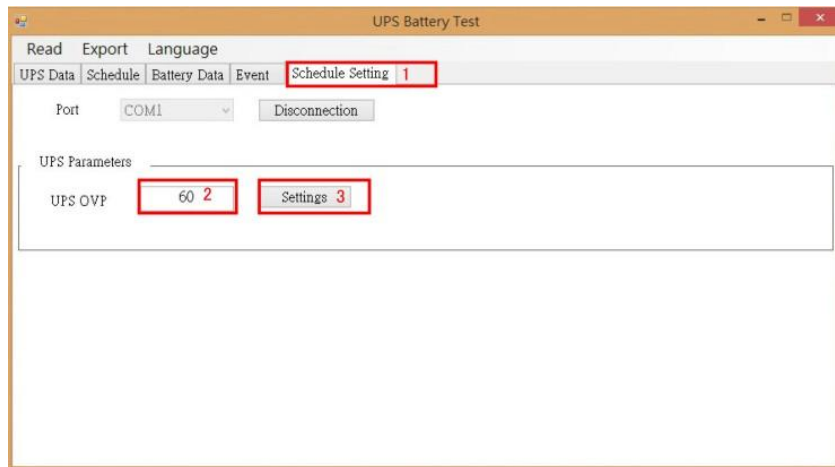 UPS Battery Test
Read Export Language
UPS Data Schedule Battery Data Event Schedule Setting 1
Port COM1 Disconnection
UPS Parameters
UPS OVP 60 2 Settings 3